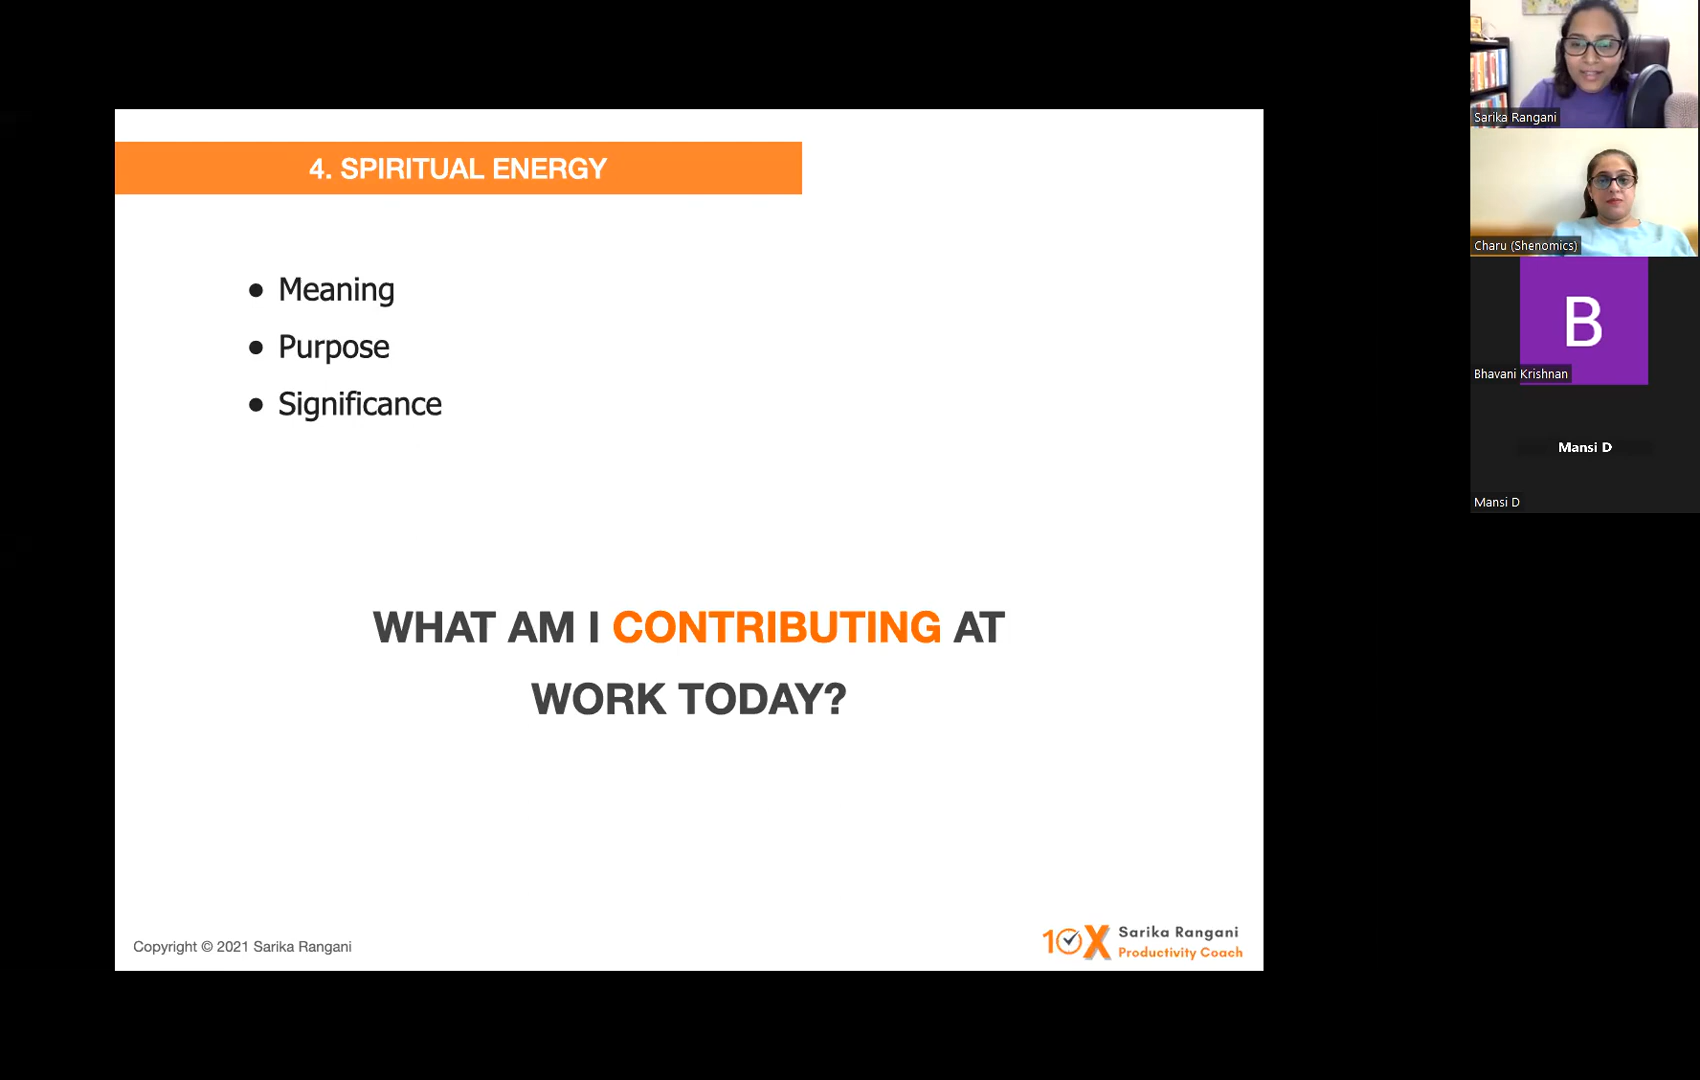 4. SPIRITUAL ENERGY
● Meaning
● Purpose
● Significance
WHAT AM I CONTRIBUTING AT
WORK TODAY?
Copyright © 2021 Sarika Rangani
10X Sarika Rangani
Productivity Coach
Sarika Rangani
Charu (Shenomics)
B
Bhavani Krishnan
Mansi D
Mansi D